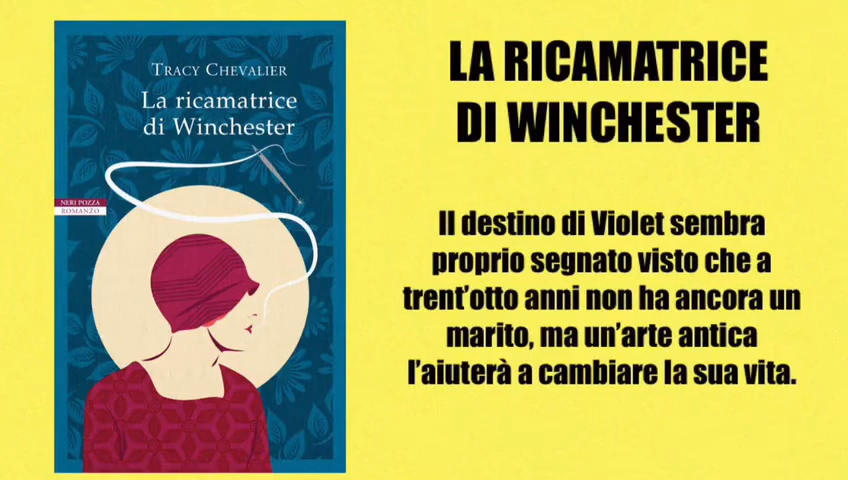 TRACY CHEVALIER
La ricamatrice
di Winchester
NERI POZZA
ROMANZO
LA RICAMATRICE
DI WINCHESTER
Il destino di Violet sembra
proprio segnato visto che a
trent'otto anni non ha ancora un
marito, ma un'arte antica
l'aiuterà a cambiare la sua vita.